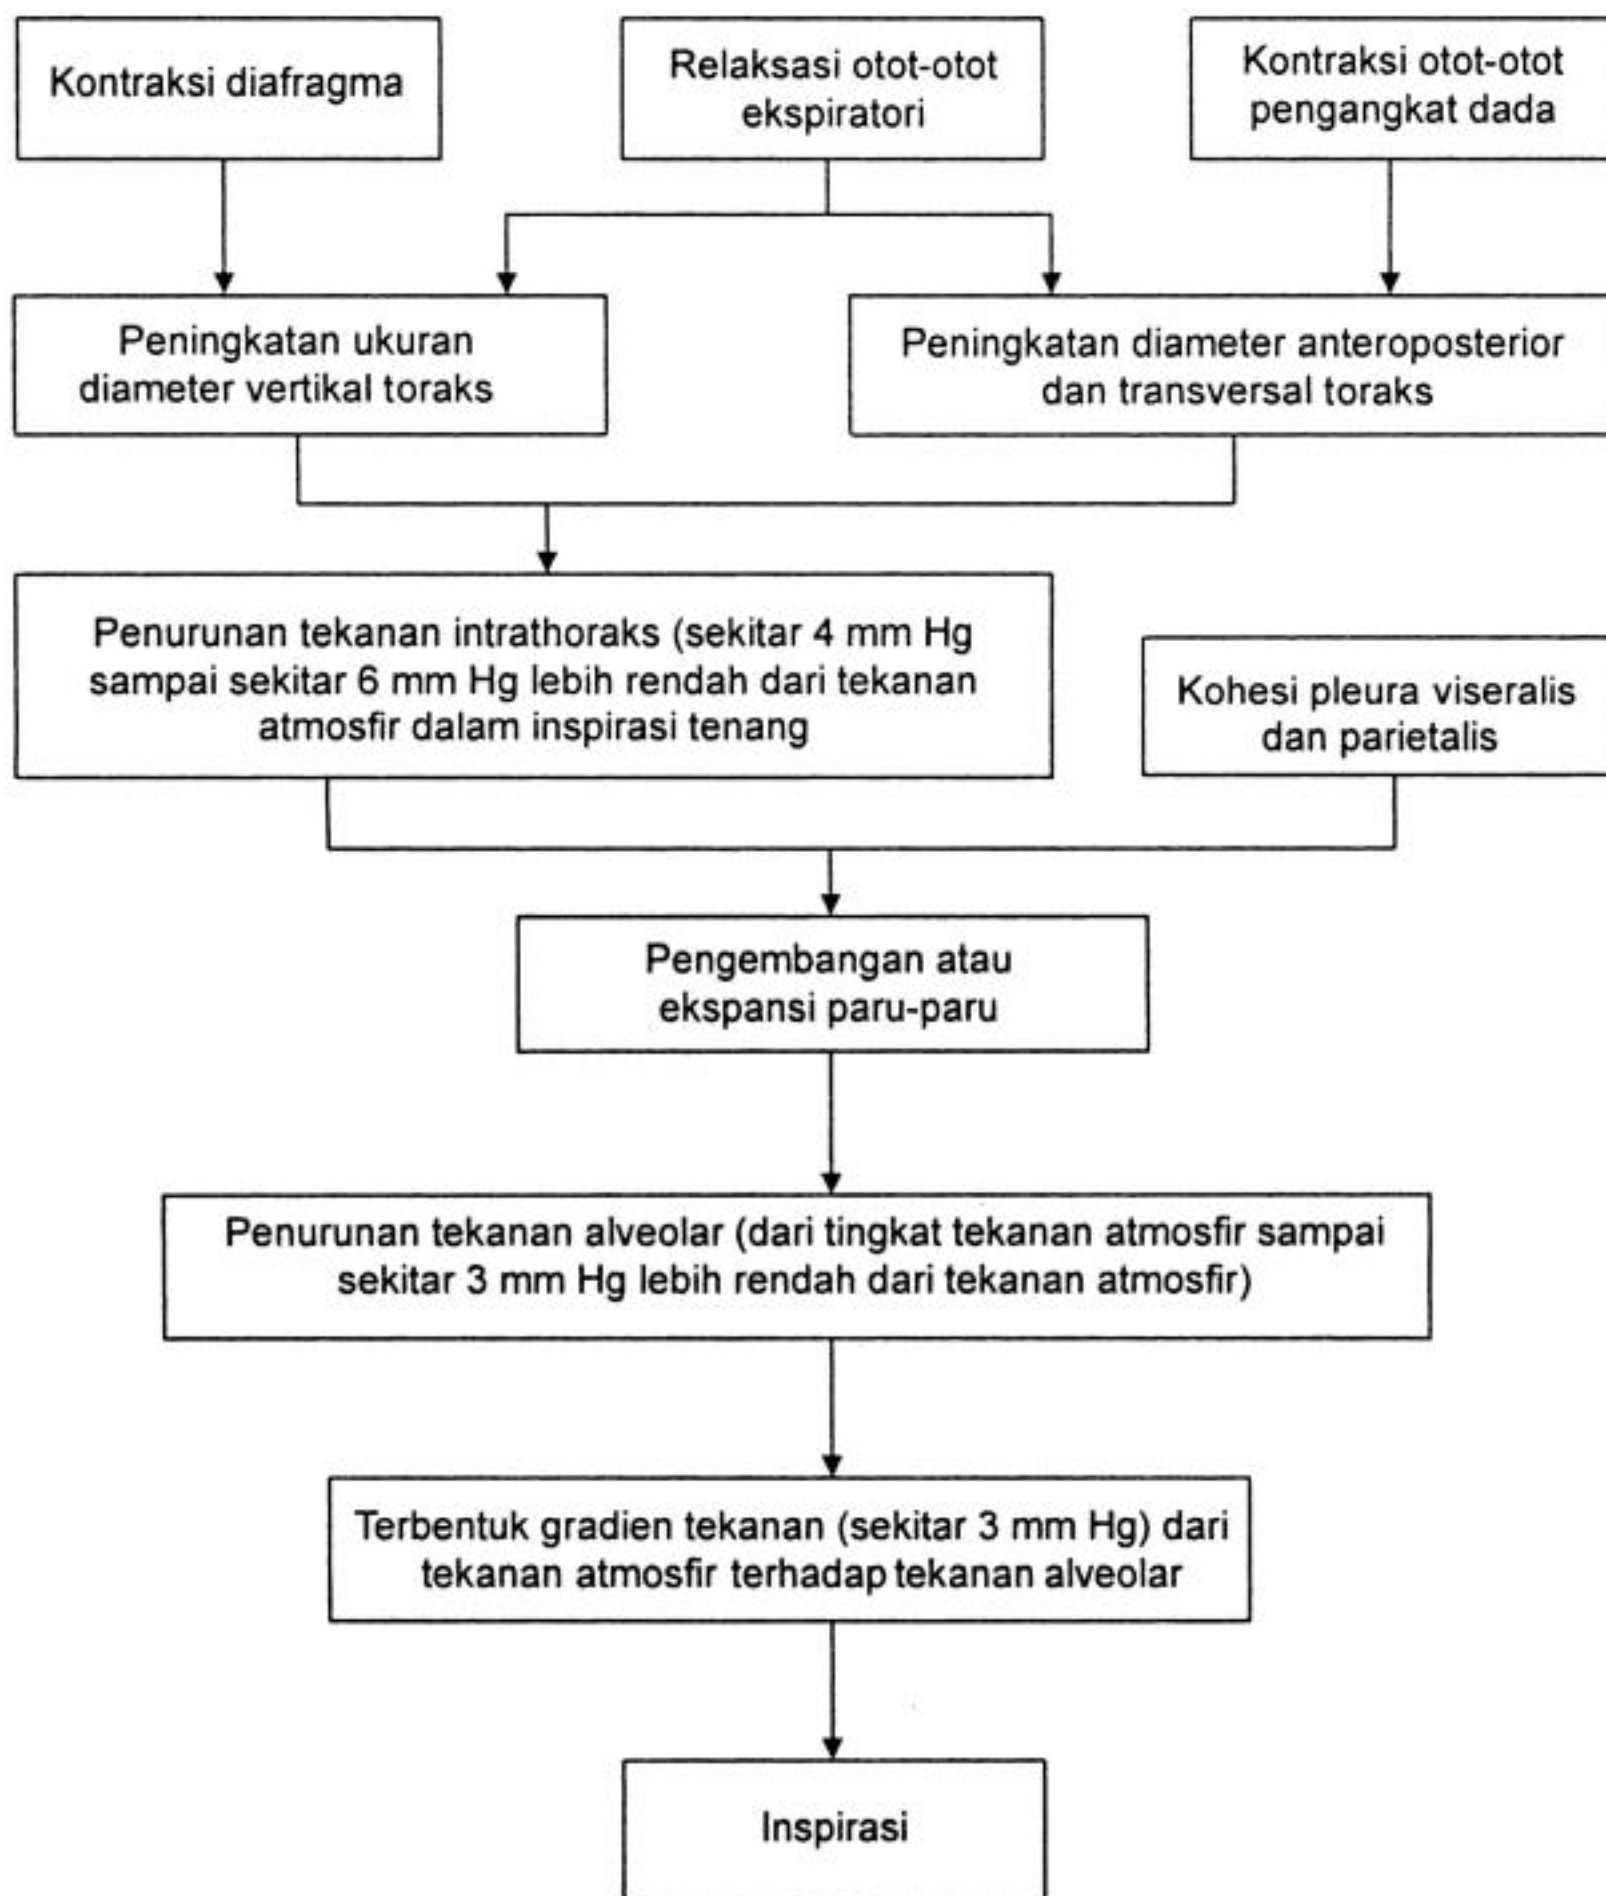 Kontraksi diafragma
Relaksasi otot-otot
ekspiratori
Kontraksi otot-otot
pengangkat dada
Peningkatan ukuran
diameter vertikal toraks
Peningkatan diameter anteroposterior
dan transversal toraks
Penurunan tekanan intrathoraks (sekitar 4 mm Hg
sampai sekitar 6 mm Hg lebih rendah dari tekanan
atmosfir dalam inspirasi tenang
Kohesi pleura viseralis
dan parietalis
Pengembangan atau
ekspansi paru-paru
Penurunan tekanan alveolar (dari tingkat tekanan atmosfir sampai
sekitar 3 mm Hg lebih rendah dari tekanan atmosfir)
Terbentuk gradien tekanan (sekitar 3 mm Hg) dari
tekanan atmosfir terhadap tekanan alveolar
Inspirasi